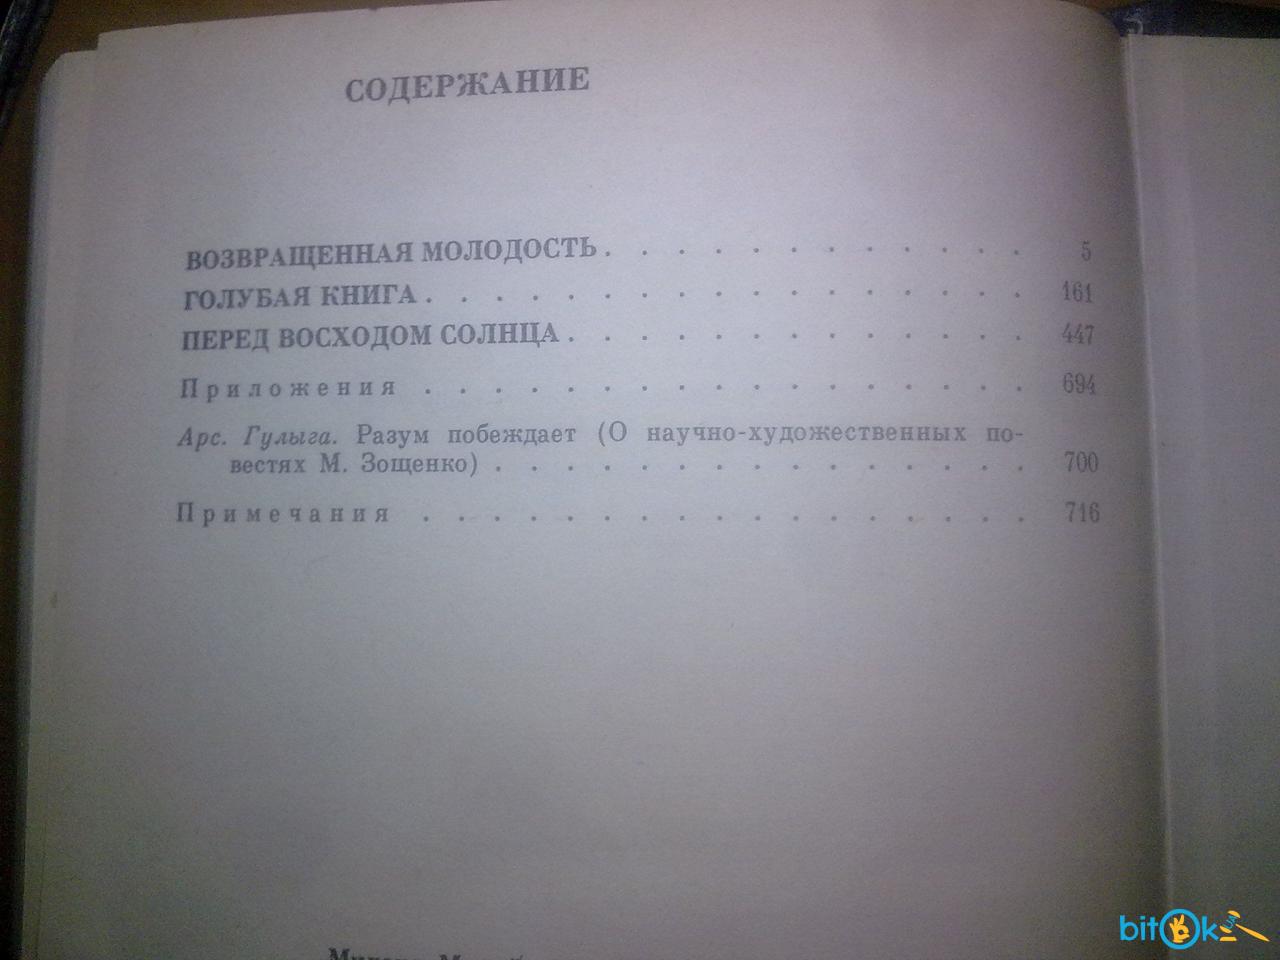 СОДЕРЖАНИЕ
ВОЗВРАЩЕННАЯ МОЛОДОСТЬ . . . . . . . . . . . . 5
ГОЛУБАЯ КНИГА . . . . . . . . . . . . . . . . . 161
ПЕРЕД ВОСХОДОМ СОЛНЦА . . . . . . . . . . . . . 447
Приложения . . . . . . . . . . . . . . . . . 694
Арс. Гулыга. Разум побеждает (О научно-художественных по-
вестях М. Зощенко) . . . . . . . . . . . . . . . 700
Примечания . . . . . . . . . . . . . . . . . 716
bitOk UA